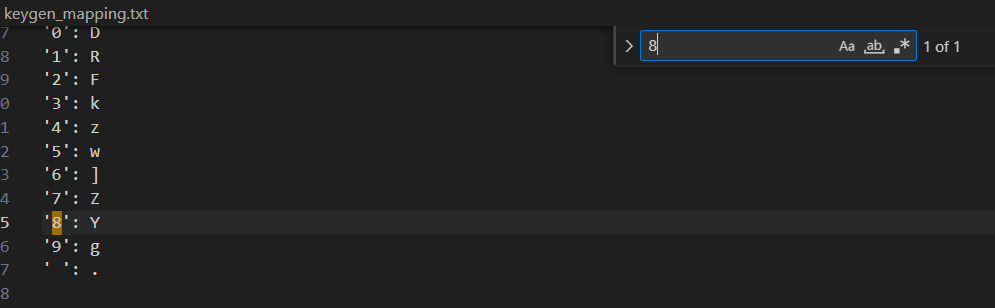 keygen_mapping.txt
7 '0': D
8 '1': R
9 '2': F
0 '3': k
1 '4': z
2 '5': w
3 '6': ]
4 '7': Z
5 '8': Y
6 '9': g
7 ' ': .
8
8 Aa ab .* 1 of 1